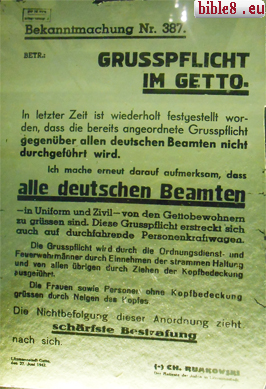 bible8.eu
Bekanntmachung Nr. 387.
BETR.:
GRUSSPFLICHT
IM GETTO.
In letzter Zeit ist wiederholt festgestellt wor-
den, dass die bereits angeordnete Grusspflicht
gegenüber allen deutschen Beamten nicht
durchgeführt wird.
Ich mache erneut darauf aufmerksam, dass
alle deutschen Beamten
–in Uniform und Zivil–von den Gettobewohnern
zu grüssen sind. Diese Grusspflicht erstreckt sich
auch auf durchfahrende Personenkraftwagen.
Die Grusspflicht wird durch die Ordnungsdienst- und
Feuerwehrmänner durch Einnehmen der strammen Haltung
und von allen übrigen durch Ziehen der Kopfbedeckung
ausgeführt.
Die Frauen sowie Personen ohne Kopfbedeckung
grüssen durch Neigen des Kopfes.
Die Nichtbefolgung dieser Anordnung zieht
schärfste Bestrafung
nach sich.
(-) CH. RUMKOWSKI
Litzmannstadt-Getto,